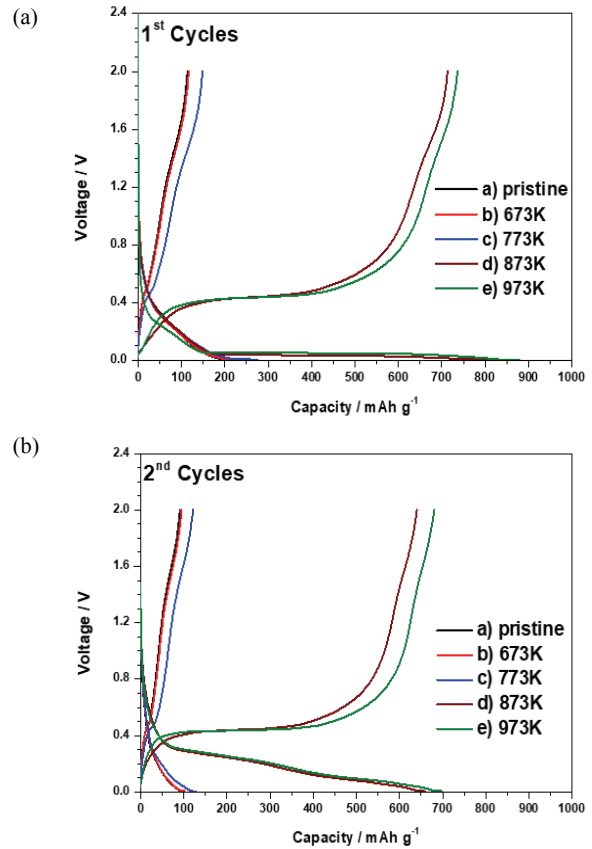 (a)
1st Cycles
2.4
2.0
1.6
1.2
0.8
0.4
0.0
Voltage / V
a) pristine
b) 673K
c) 773K
d) 873K
e) 973K
0 100 200 300 400 500 600 700 800 900 1000
Capacity / mAh g-1
(b)
2nd Cycles
2.4
2.0
1.6
1.2
0.8
0.4
0.0
Voltage / V
a) pristine
b) 673K
c) 773K
d) 873K
e) 973K
0 100 200 300 400 500 600 700 800 900 1000
Capacity / mAh g-1